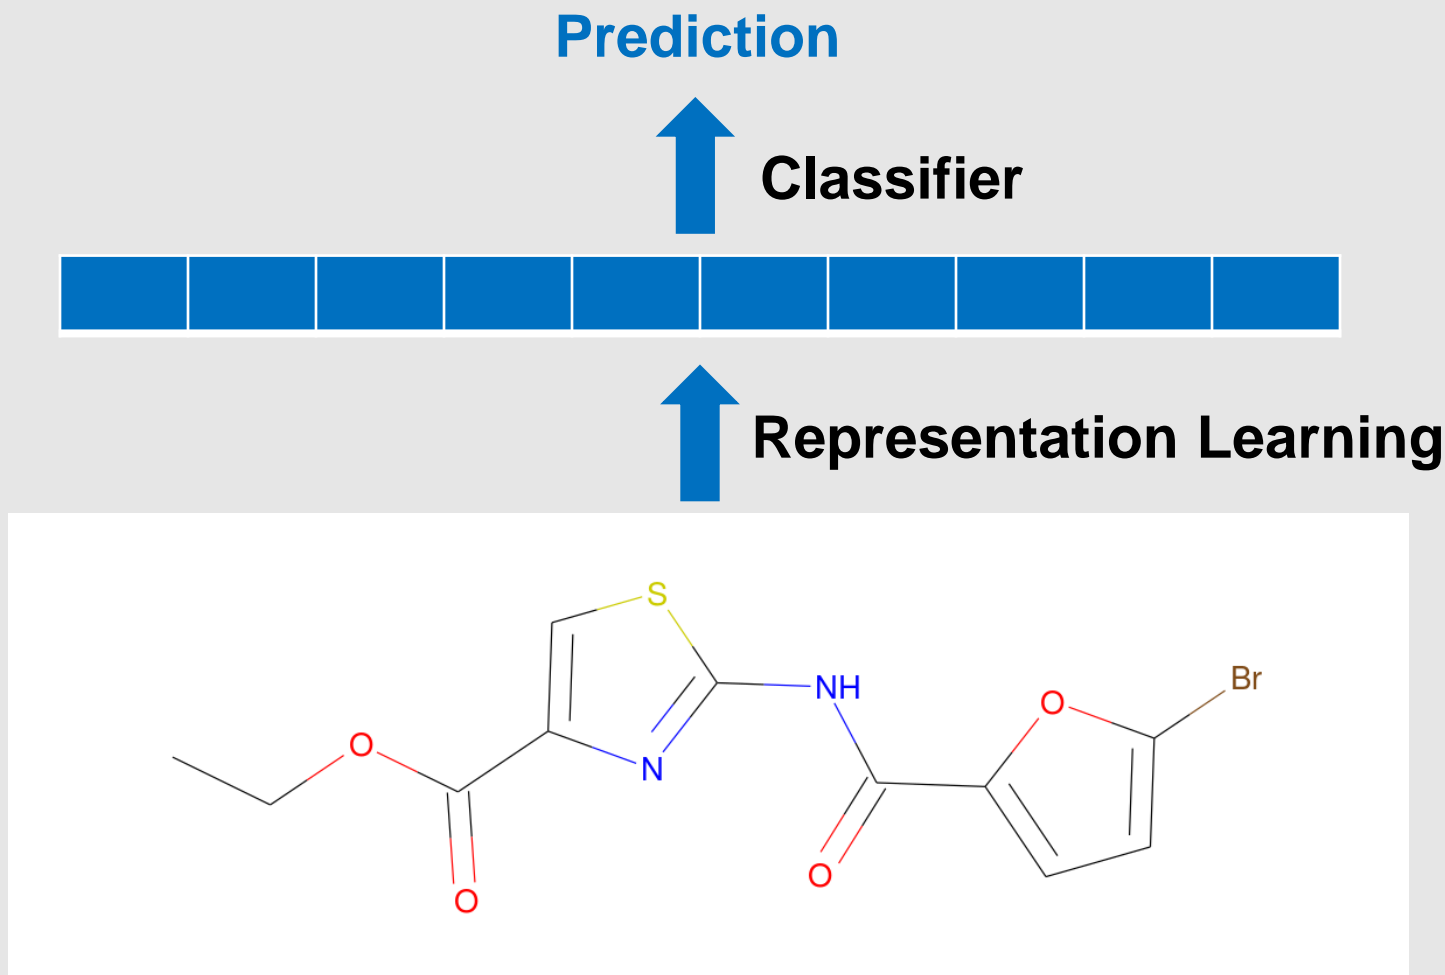 Prediction
Classifier
Representation Learning
S
Br
NH
O
O
N
O
O